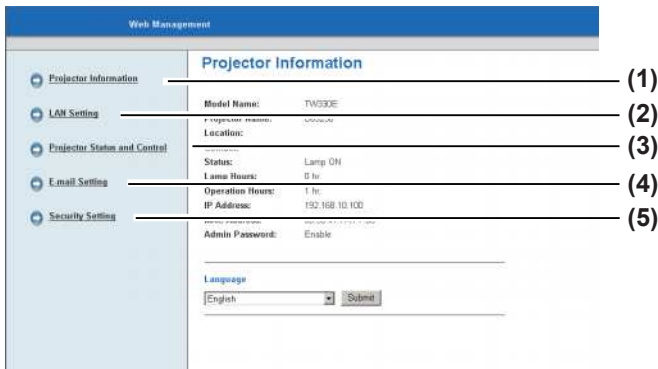 Web Management
Projector Information
Projector Information
(1)
LAN Setting
(2)
Projector Status and Control
(3)
E-mail Setting
(4)
Security Setting
(5)
Model Name:
Location:
Status: Lamp ON
Lamp Hours: 0 hr.
Operation Hours: 1 hr.
IP Address: 192.168.10.100
Admin Password: Enable
Language
English Submit